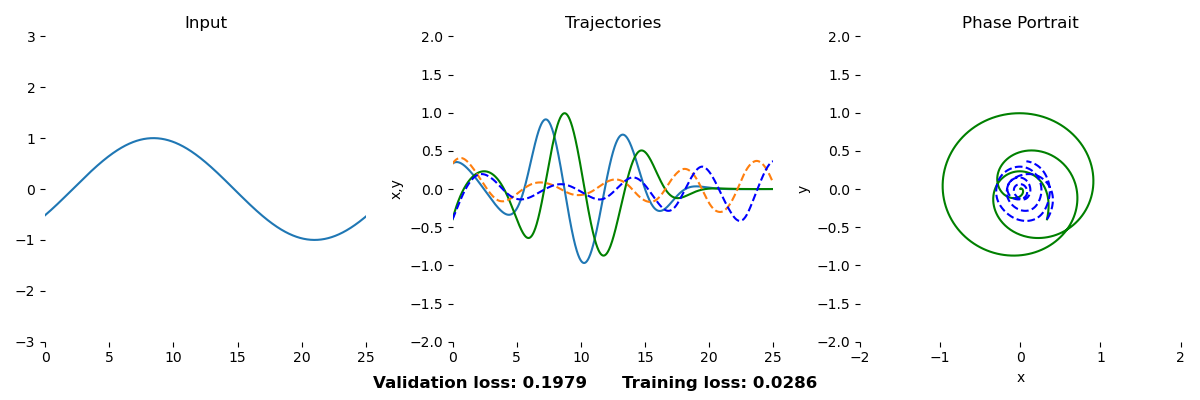 Input
3
2
1
0
−1
−2
−3
0 5 10 15 20 25
Trajectories
x,y
2.0
1.5
1.0
0.5
0.0
−0.5
−1.0
−1.5
−2.0
0 5 10 15 20 25
Phase Portrait
y
2.0
1.5
1.0
0.5
0.0
−0.5
−1.0
−1.5
−2.0
−2 −1 0 1 2
x
Validation loss: 0.1979 Training loss: 0.0286